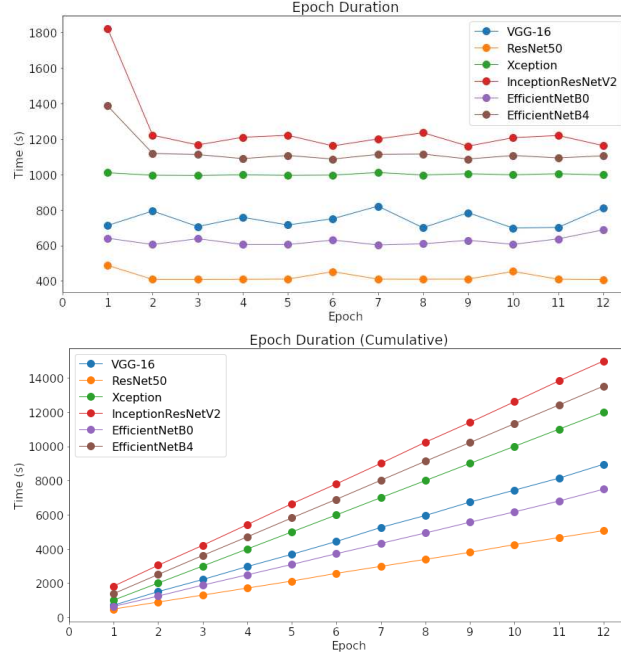 Epoch Duration
1800
1600
1400
1200
1000
800
600
400
Time (s)
VGG-16
ResNet50
Xception
InceptionResNetV2
EfficientNetB0
EfficientNetB4
0 1 2 3 4 5 6 7 8 9 10 11 12
Epoch
Epoch Duration (Cumulative)
14000
12000
10000
8000
6000
4000
2000
0
Time (s)
VGG-16
ResNet50
Xception
InceptionResNetV2
EfficientNetB0
EfficientNetB4
0 1 2 3 4 5 6 7 8 9 10 11 12
Epoch